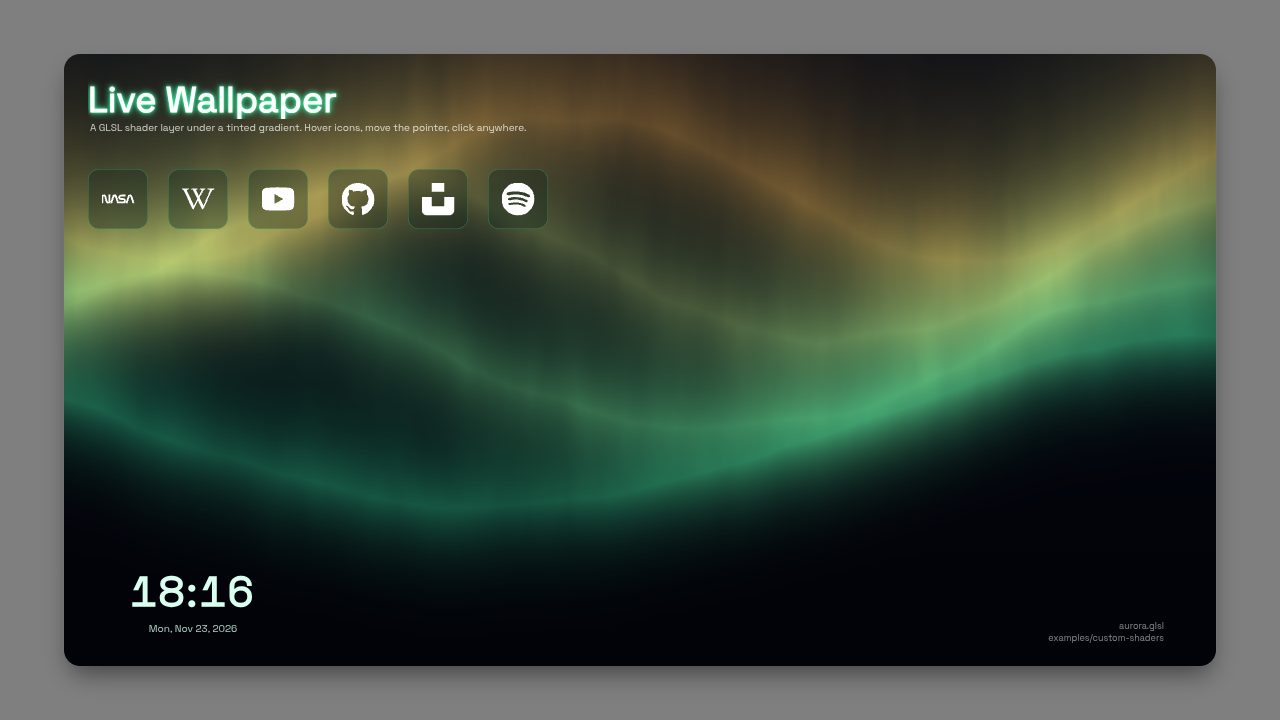 Live Wallpaper
A GLSL shader layer under a tinted gradient. Hover icons, move the pointer, click anywhere.
NASA
W
18:16
Mon, Nov 23, 2026
aurora.glsl
examples/custom-shaders